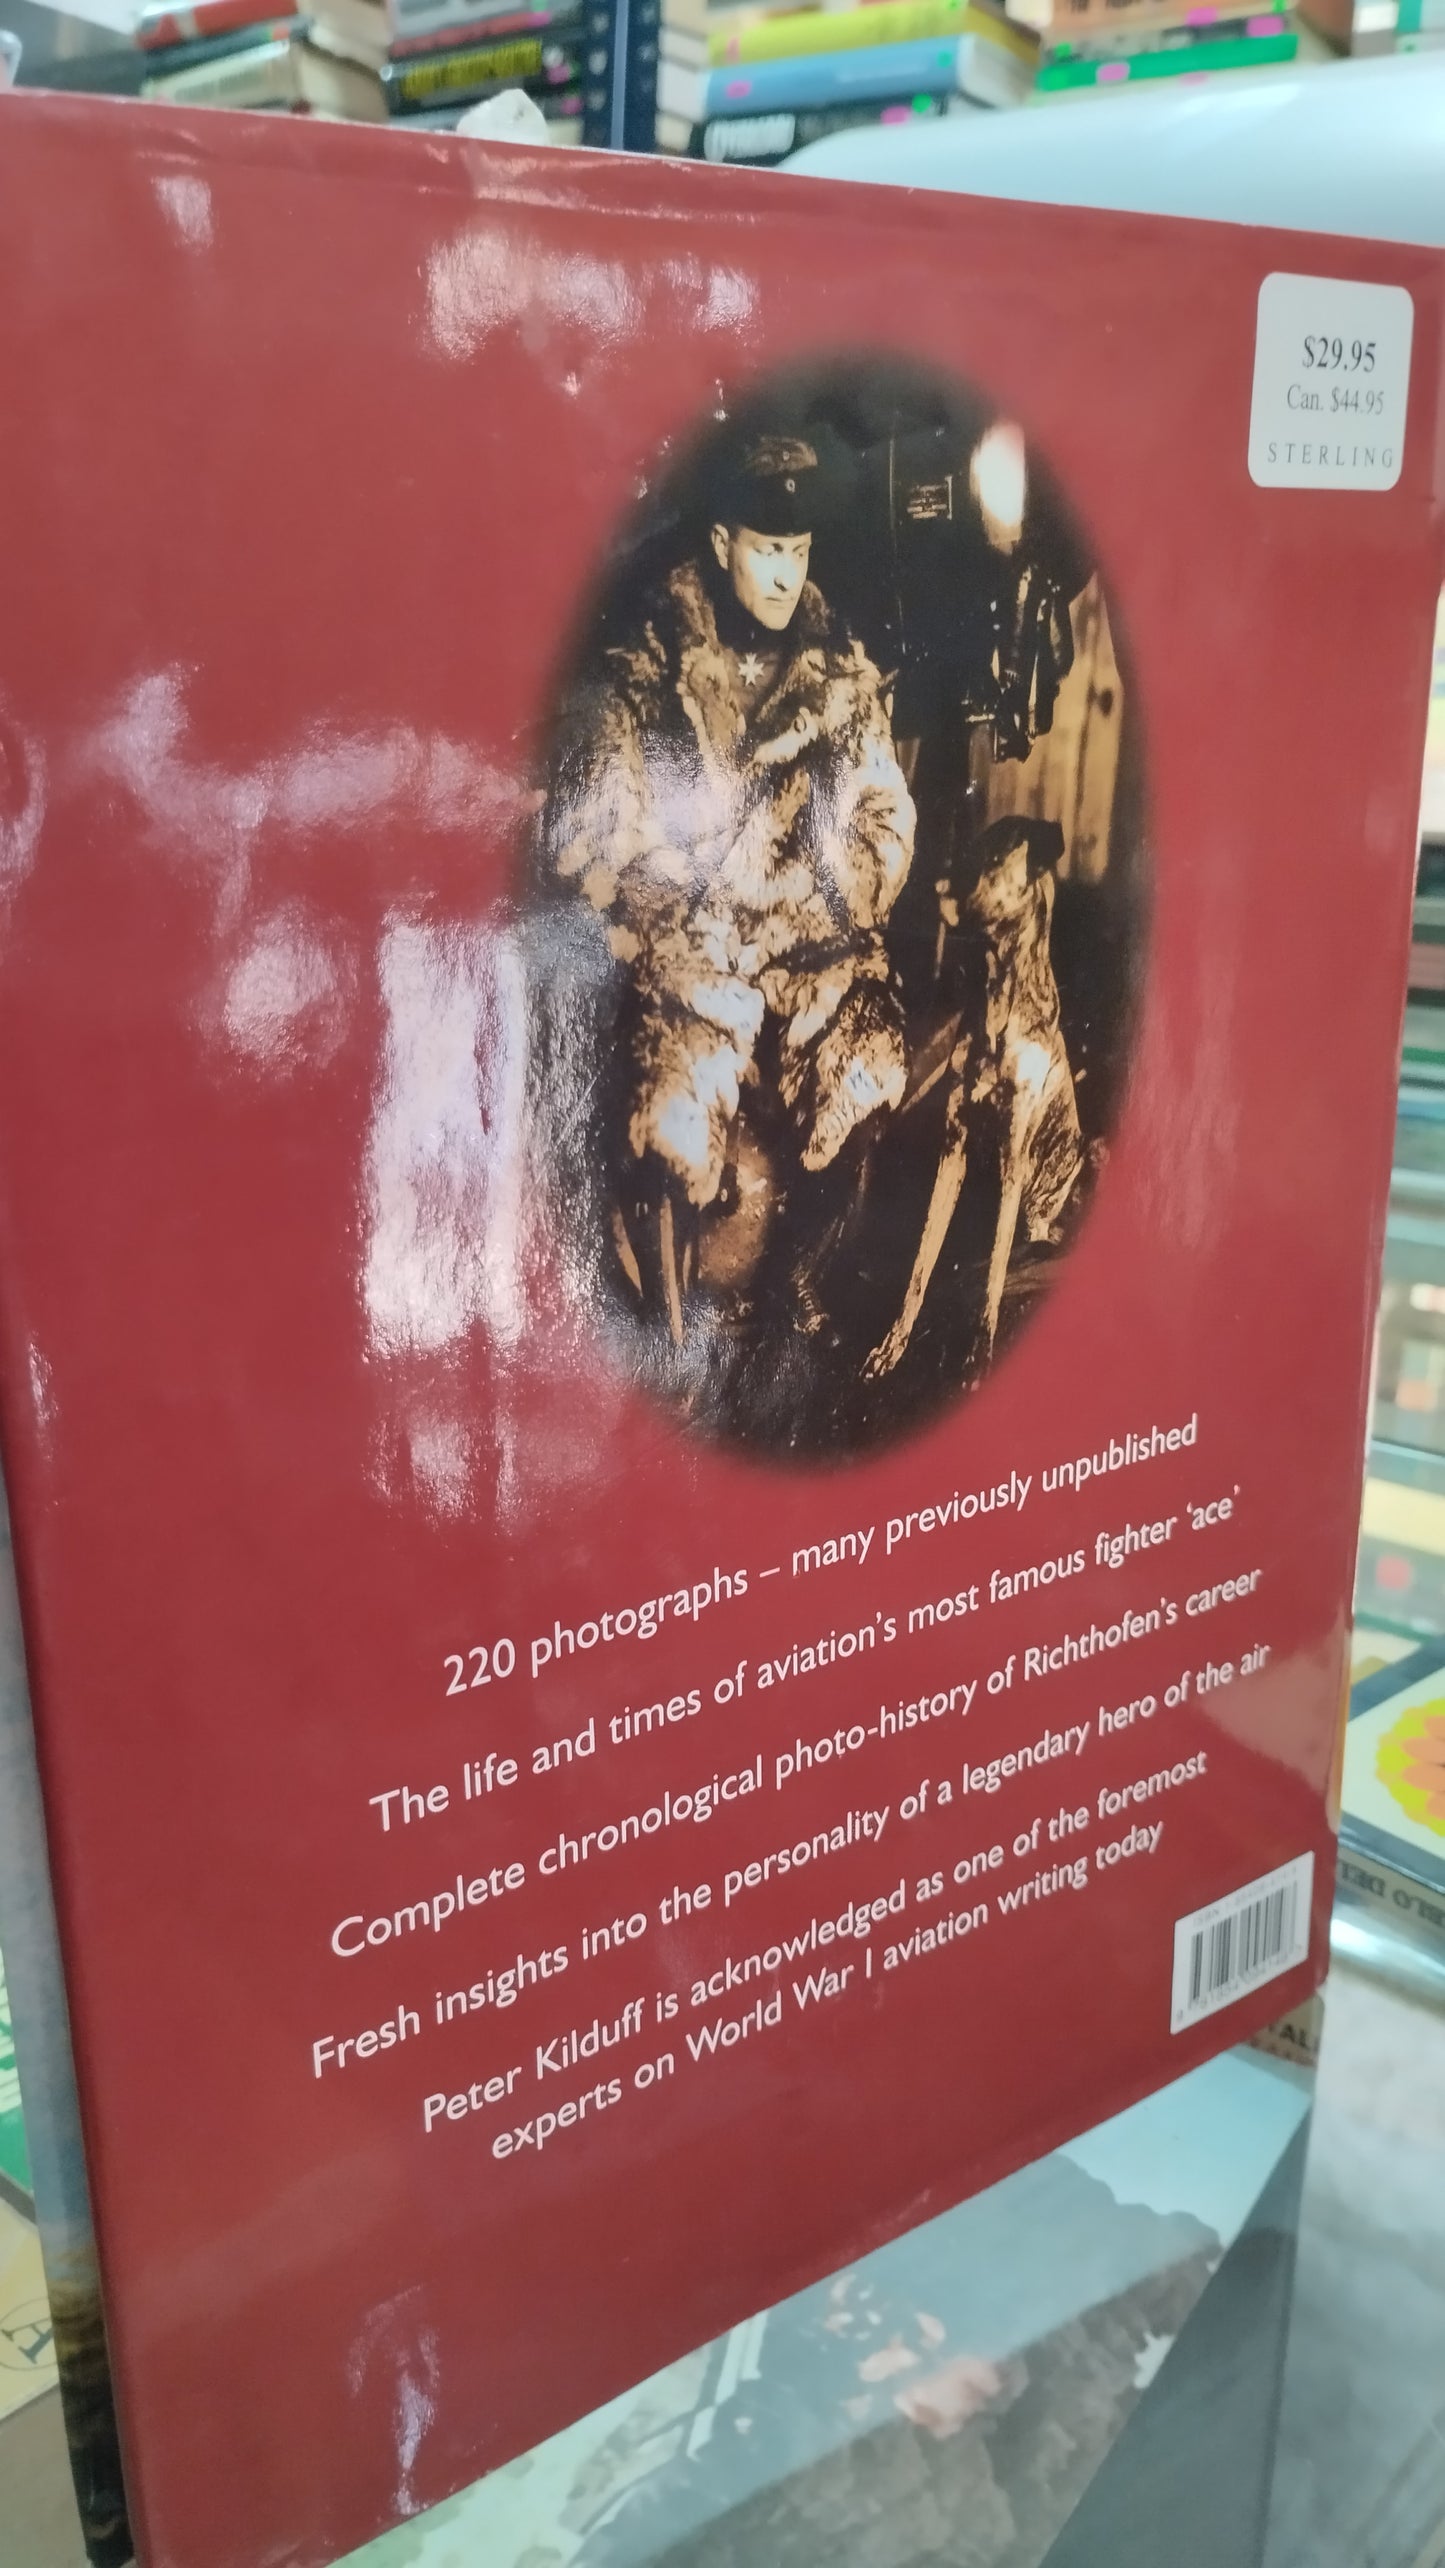 $29.95
Can. $44.95
STERLING
220 photographs – many previously unpublished
The life and times of aviation's most famous fighter 'ace'
Complete chronological photo-history of Richthofen's career
Fresh insights into the personality of a legendary hero of the air
Peter Kilduff is acknowledged as one of the foremost
experts on World War I aviation writing today
ISBN